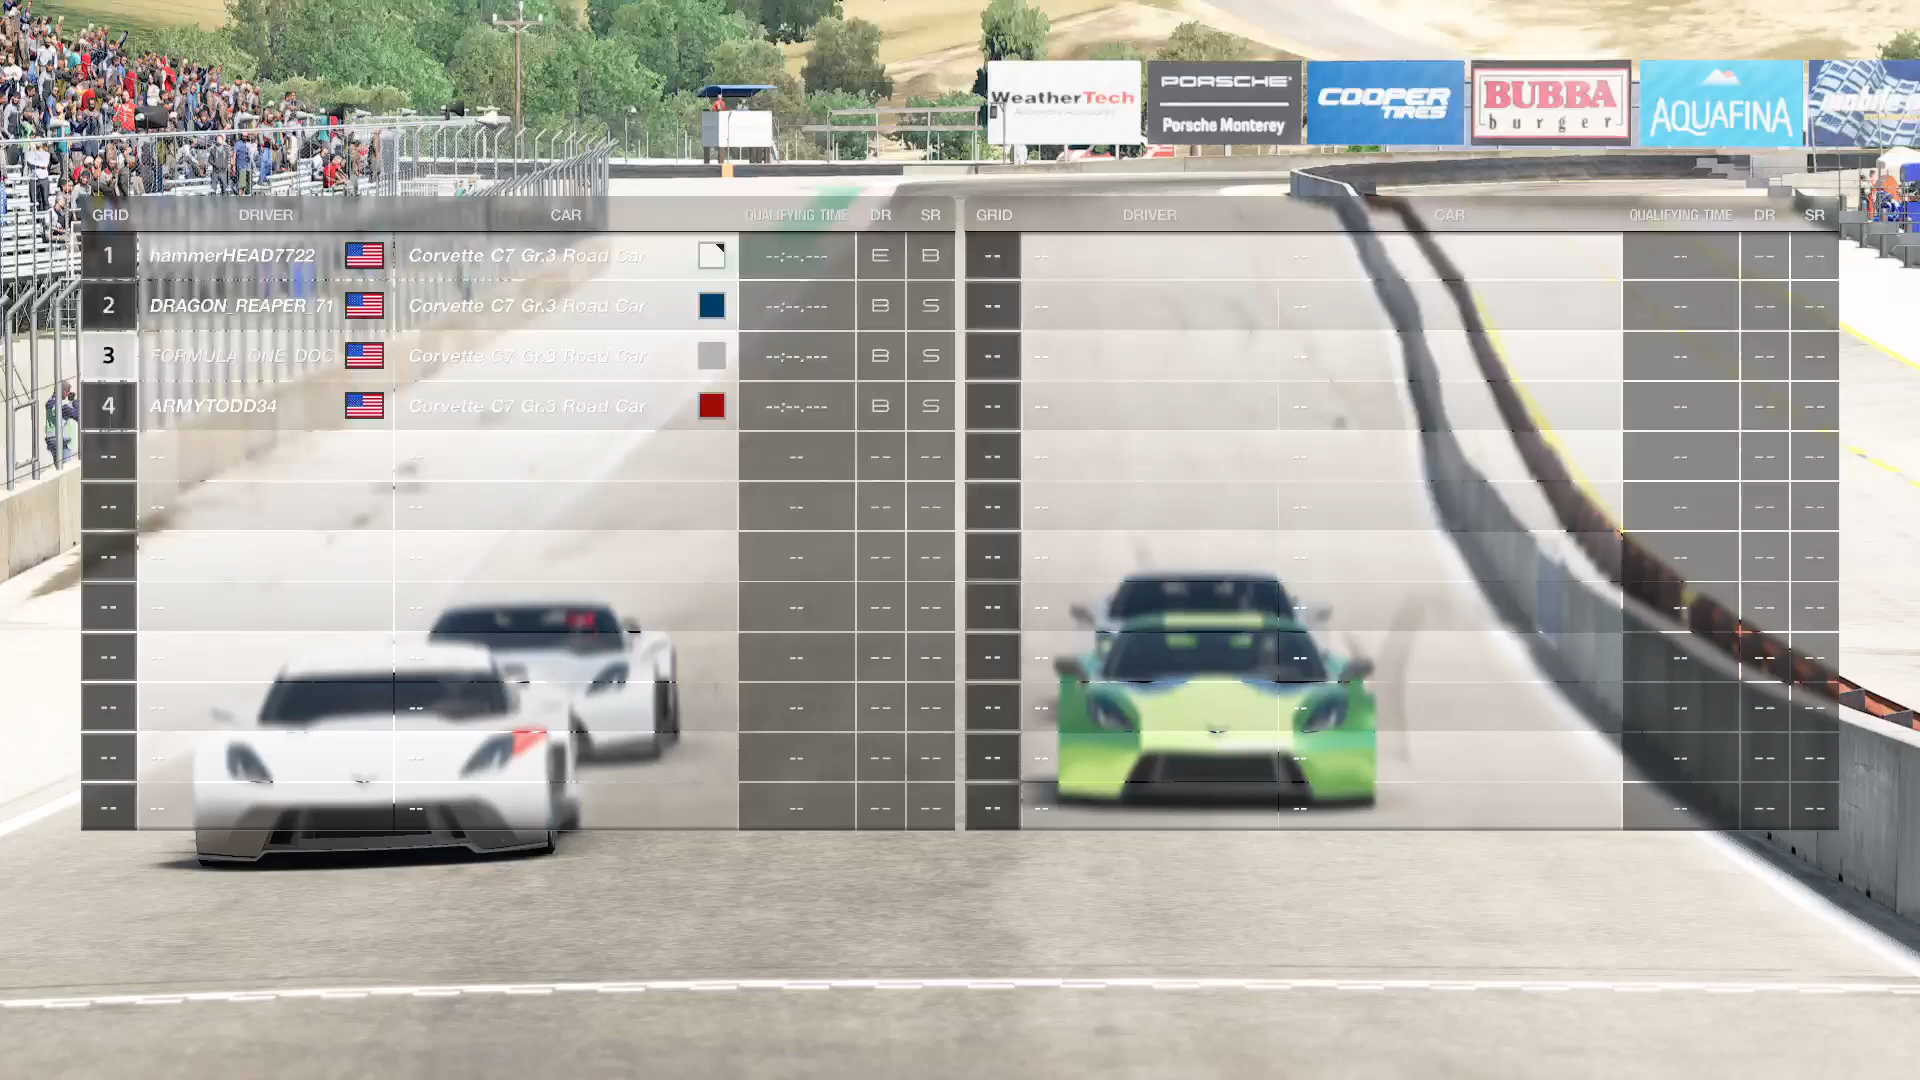 WeatherTech
PORSCHE
Porsche Monterey
COOPER
TIRES
BUBBA
burger
AQUAFINA
GRID DRIVER CAR QUALIFYING TIME DR SR
1 hammerHEAD7722 Corvette C7 Gr.3 Road Car --:--.--- E B
2 DRAGON_REAPER_71 Corvette C7 Gr.3 Road Car --:--.--- B S
3 FORMULA_ONE_DOC Corvette C7 Gr.3 Road Car --:--.--- B S
4 ARMYTODD34 Corvette C7 Gr.3 Road Car --:--.--- B S
-- -- -- -- -- --
-- -- -- -- -- --
-- -- -- -- -- --
-- -- -- -- -- --
-- -- -- -- -- --
-- -- -- -- -- --
-- -- -- -- -- --
-- -- -- -- -- --
GRID DRIVER CAR QUALIFYING TIME DR SR
-- -- -- -- -- --
-- -- -- -- -- --
-- -- -- -- -- --
-- -- -- -- -- --
-- -- -- -- -- --
-- -- -- -- -- --
-- -- -- -- -- --
-- -- -- -- -- --
-- -- -- -- -- --
-- -- -- -- -- --
-- -- -- -- -- --
-- -- -- -- -- --